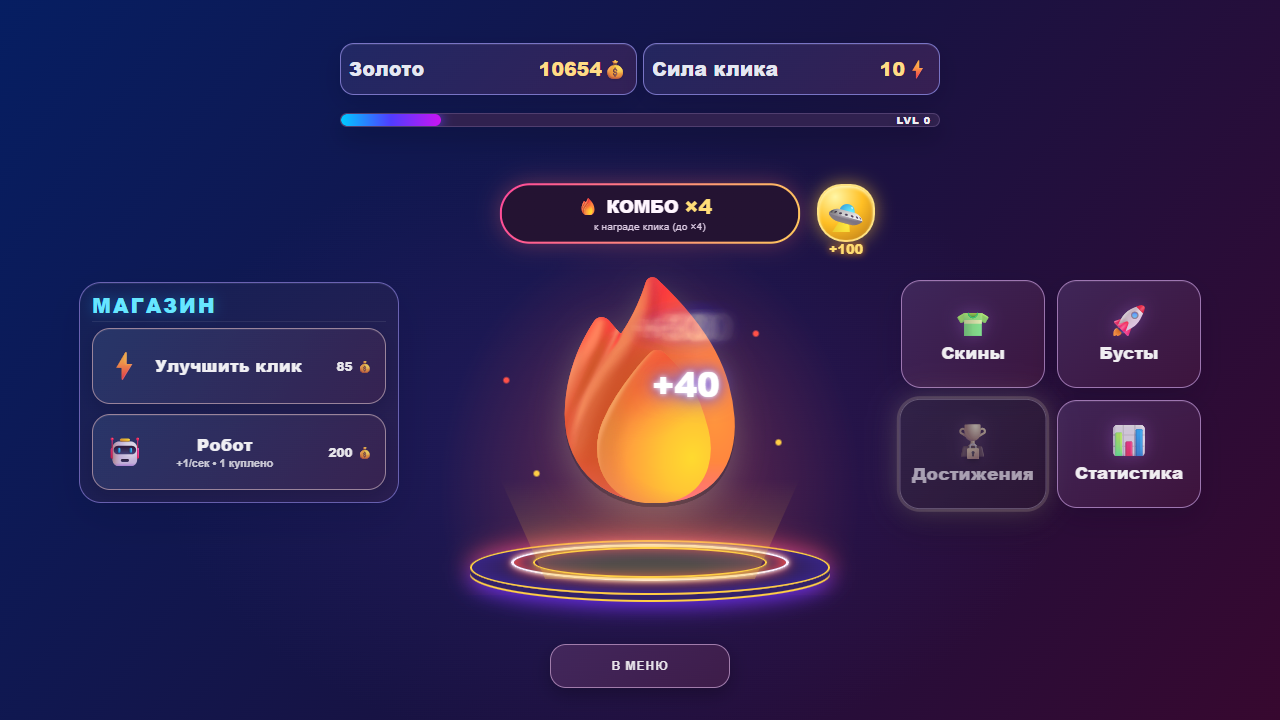 Золото 10654
Сила клика 10
LVL 0
КОМБО ×4
к награде клика (до ×4)
+100
МАГАЗИН
Улучшить клик 85
Робот
+1/сек • 1 куплено
200
+40
Скины
Бусты
Достижения
Статистика
В МЕНЮ